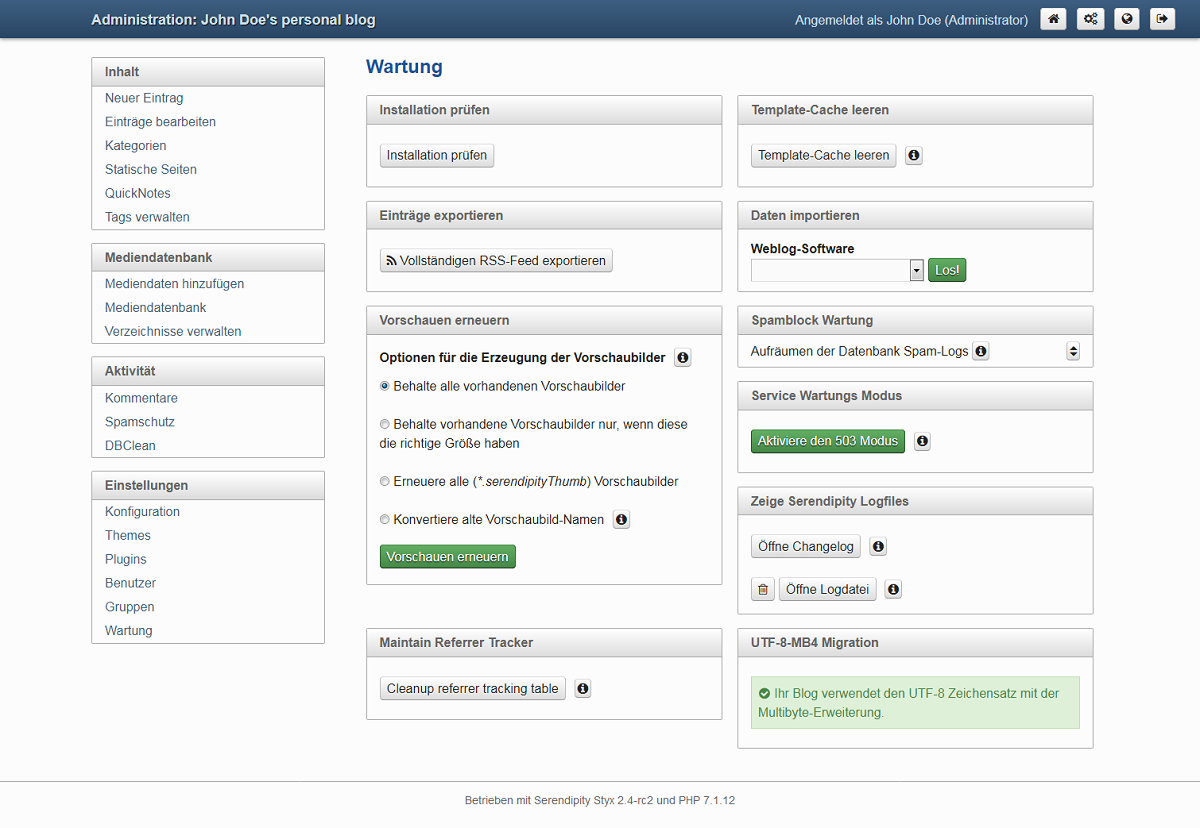 Administration: John Doe's personal blog
Angemeldet als John Doe (Administrator)
Inhalt
Neuer Eintrag
Einträge bearbeiten
Kategorien
Statische Seiten
QuickNotes
Tags verwalten
Mediendatenbank
Mediendaten hinzufügen
Mediendatenbank
Verzeichnisse verwalten
Aktivität
Kommentare
Spamschutz
DBClean
Einstellungen
Konfiguration
Themes
Plugins
Benutzer
Gruppen
Wartung
Wartung
Installation prüfen
Installation prüfen
Template-Cache leeren
Template-Cache leeren
Einträge exportieren
Vollständigen RSS-Feed exportieren
Daten importieren
Weblog-Software
Los!
Vorschauen erneuern
Optionen für die Erzeugung der Vorschaubilder
Behalte alle vorhandenen Vorschaubilder
Behalte vorhandene Vorschaubilder nur, wenn diese
die richtige Größe haben
Erneuere alle (*.serendipityThumb) Vorschaubilder
Konvertiere alte Vorschaubild-Namen
Vorschauen erneuern
Spamblock Wartung
Aufräumen der Datenbank Spam-Logs
Service Wartungs Modus
Aktiviere den 503 Modus
Zeige Serendipity Logfiles
Öffne Changelog
Öffne Logdatei
Maintain Referrer Tracker
Cleanup referrer tracking table
UTF-8-MB4 Migration
Ihr Blog verwendet den UTF-8 Zeichensatz mit der
Multibyte-Erweiterung.
Betrieben mit Serendipity Styx 2.4-rc2 und PHP 7.1.12